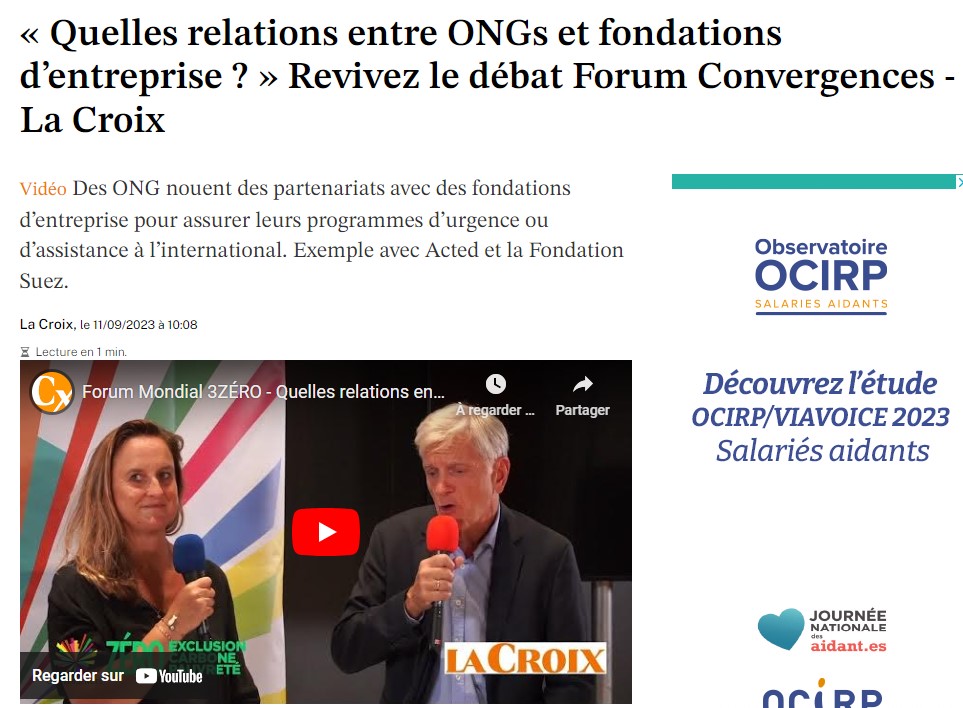 « Quelles relations entre ONGs et fondations
d’entreprise ? » Revivez le débat Forum Convergences -
La Croix
Vidéo Des ONG nouent des partenariats avec des fondations
d’entreprise pour assurer leurs programmes d’urgence ou
d’assistance à l’international. Exemple avec Acted et la Fondation
Suez.
La Croix, le 11/09/2023 à 10:08
Lecture en 1 min.
Cx
Forum Mondial 3ZÉRO - Quelles relations en...
À regarder ...
Partager
ZÉRO
EXCLUSION
CARBONE
PAUVRETÉ
LA CROIX
Regarder sur YouTube
Observatoire
OCIRP
SALARIES AIDANTS
Découvrez l’étude
OCIRP/VIAVOICE 2023
Salariés aidants
JOURNÉE
NATIONALE
des
aidant.es
OCIRP